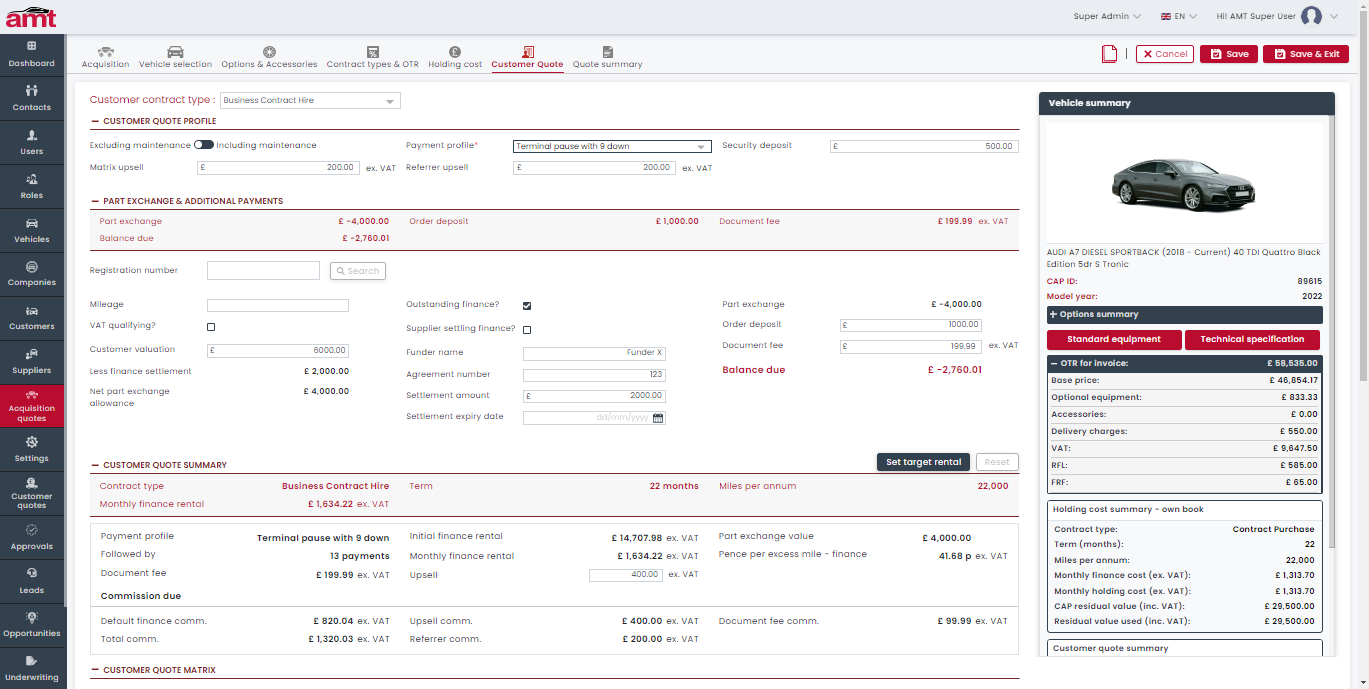 amt
Super Admin
EN
Hi! AMT Super User
Dashboard
Contacts
Users
Roles
Vehicles
Companies
Customers
Suppliers
Acquisition
quotes
Settings
Customer
quotes
Approvals
Leads
Opportunities
Underwriting
Acquisition
Vehicle selection
Options & Accessories
Contract types & OTR
Holding cost
Customer Quote
Quote summary
Cancel
Save
Save & Exit
Customer contract type : Business Contract Hire
CUSTOMER QUOTE PROFILE
Excluding maintenance Including maintenance
Payment profile* Terminal pause with 9 down
Security deposit £ 500.00
Matrix upsell £ 200.00 ex. VAT
Referrer upsell £ 200.00 ex. VAT
PART EXCHANGE & ADDITIONAL PAYMENTS
Part exchange £ -4,000.00
Order deposit £ 1,000.00
Document fee £ 199.99 ex. VAT
Balance due £ -2,760.01
Registration number
Search
Mileage
VAT qualifying?
Customer valuation £ 6000.00
Less finance settlement £ 2,000.00
Net part exchange
allowance
£ 4,000.00
Outstanding finance?
Supplier settling finance?
Funder name Funder X
Agreement number 123
Settlement amount £ 2000.00
Settlement expiry date dd/mm/yyyy
Part exchange £ -4,000.00
Order deposit £ 1000.00
Document fee £ 199.99 ex. VAT
Balance due £ -2,760.01
CUSTOMER QUOTE SUMMARY
Set target rental
Reset
Contract type Business Contract Hire
Term 22 months
Miles per annum 22,000
Monthly finance rental £ 1,634.22 ex. VAT
Payment profile Terminal pause with 9 down
Initial finance rental £ 14,707.98 ex. VAT
Part exchange value £ 4,000.00
Followed by 13 payments
Monthly finance rental £ 1,634.22 ex. VAT
Pence per excess mile - finance 41.68 p ex. VAT
Document fee £ 199.99 ex. VAT
Upsell 400.00 ex. VAT
Commission due
Default finance comm. £ 820.04 ex. VAT
Upsell comm. £ 400.00 ex. VAT
Document fee comm. £ 99.99 ex. VAT
Total comm. £ 1,320.03 ex. VAT
Referrer comm. £ 200.00 ex. VAT
CUSTOMER QUOTE MATRIX
Vehicle summary
AUDI A7 DIESEL SPORTBACK (2018 - Current) 40 TDI Quattro Black
Edition 5dr S Tronic
CAP ID: 89615
Model year: 2022
Options summary
Standard equipment
Technical specification
OTR for invoice: £ 58,535.00
Base price: £ 46,854.17
Optional equipment: £ 833.33
Accessories: £ 0.00
Delivery charges: £ 550.00
VAT: £ 9,647.50
RFL: £ 585.00
FRF: £ 65.00
Holding cost summary - own book
Contract type: Contract Purchase
Term (months): 22
Miles per annum: 22,000
Monthly finance cost (ex. VAT): £ 1,313.70
Monthly holding cost (ex. VAT): £ 1,313.70
CAP residual value (inc. VAT): £ 29,500.00
Residual value used (inc. VAT): £ 29,500.00
Customer quote summary